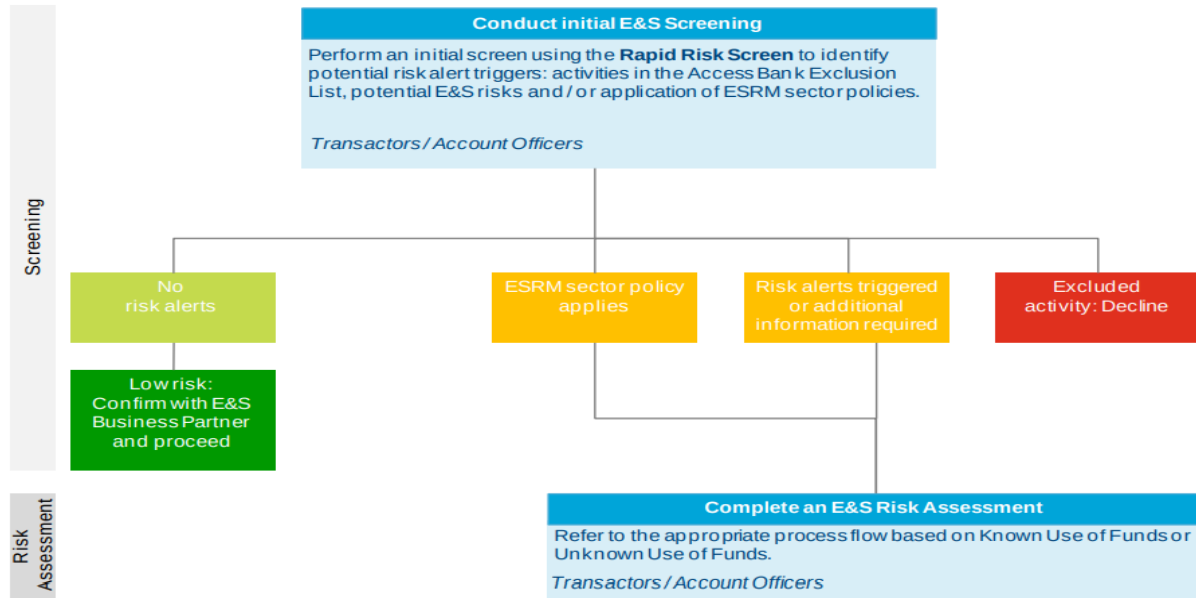 Conduct initial E&S Screening
Perform an initial screen using the Rapid Risk Screen to identify
potential risk alert triggers: activities in the Access Bank Exclusion
List, potential E&S risks and / or application of ESRM sector policies.
Transactors / Account Officers
Screening
No
risk alerts
ESRM sector policy
applies
Risk alerts triggered
or additional
information required
Excluded
activity: Decline
Low risk:
Confirm with E&S
Business Partner
and proceed
Risk
Assessment
Complete an E&S Risk Assessment
Refer to the appropriate process flow based on Known Use of Funds or
Unknown Use of Funds.
Transactors / Account Officers